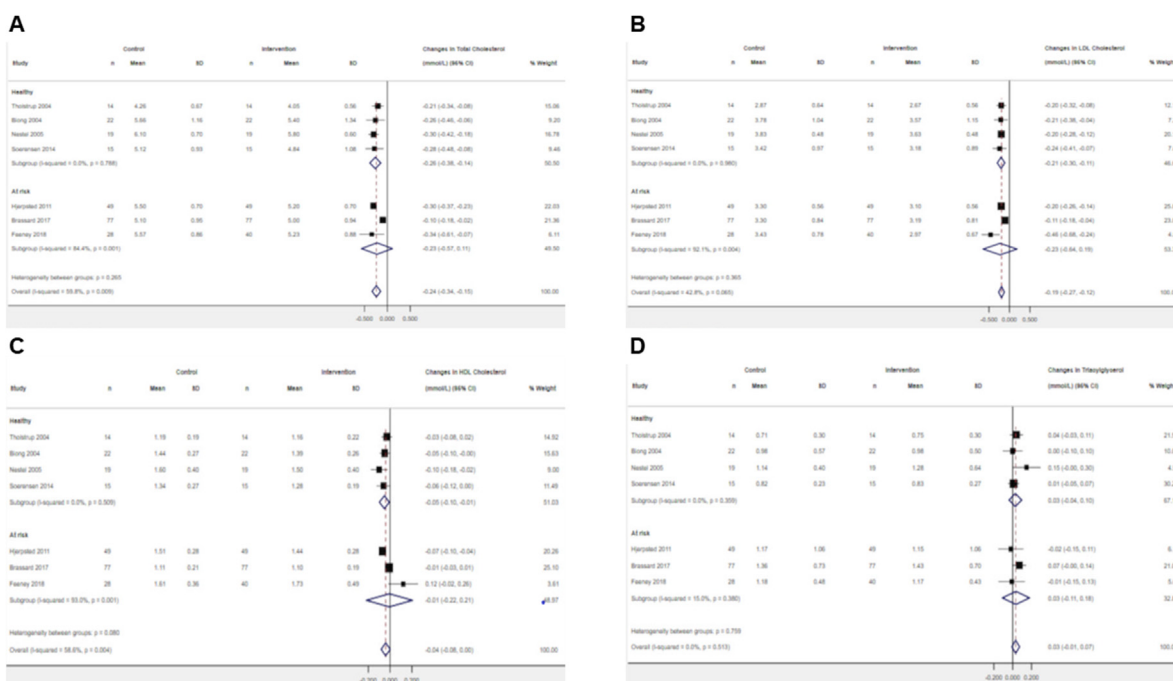 A
Control Intervention Changes in Total Cholesterol
Study n Mean SD n Mean SD (mmol/L) (95% CI) % Weight
Healthy
Tholstrup 2004 14 4.26 0.67 14 4.05 0.56 -0.21 (-0.34, -0.08) 15.06
Biong 2004 22 5.66 1.16 22 5.40 1.34 -0.26 (-0.46, -0.06) 9.20
Nestel 2005 19 6.10 0.70 19 5.80 0.60 -0.30 (-0.42, -0.18) 16.78
Soerensen 2014 15 5.12 0.93 15 4.84 1.08 -0.28 (-0.48, -0.08) 9.46
Subgroup (I-squared = 0.0%, p = 0.788) -0.26 (-0.38, -0.14) 50.50
At risk
Hjerpsted 2011 49 5.50 0.70 49 5.20 0.70 -0.30 (-0.37, -0.23) 22.03
Brassard 2017 77 5.10 0.95 77 5.00 0.94 -0.10 (-0.18, -0.02) 21.36
Feeney 2018 28 5.57 0.86 40 5.23 0.88 -0.34 (-0.61, -0.07) 6.11
Subgroup (I-squared = 84.4%, p = 0.001) -0.23 (-0.57, 0.11) 49.50
Heterogeneity between groups: p = 0.265
Overall (I-squared = 59.8%, p = 0.009) -0.24 (-0.34, -0.15) 100.00
-0.500 0.000 0.500
B
Control Intervention Changes in LDL Cholesterol
Study n Mean SD n Mean SD (mmol/L) (95% CI) % Weight
Healthy
Tholstrup 2004 14 2.87 0.64 14 2.67 0.56 -0.20 (-0.32, -0.08) 12.
Biong 2004 22 3.78 1.04 22 3.57 1.15 -0.21 (-0.38, -0.04) 7.
Nestel 2005 19 3.83 0.48 19 3.63 0.48 -0.20 (-0.28, -0.12)
Soerensen 2014 15 3.42 0.97 15 3.18 0.89 -0.24 (-0.41, -0.07) 7.
Subgroup (I-squared = 0.0%, p = 0.980) -0.21 (-0.30, -0.11) 46.
At risk
Hjerpsted 2011 49 3.30 0.56 49 3.10 0.56 -0.20 (-0.26, -0.14) 25.
Brassard 2017 77 3.30 0.84 77 3.19 0.81 -0.11 (-0.18, -0.04) 23.
Feeney 2018 28 3.43 0.79 40 2.97 0.67 -0.46 (-0.68, -0.24) 4.
Subgroup (I-squared = 82.1%, p = 0.004) -0.23 (-0.64, 0.19) 53.
Heterogeneity between groups: p = 0.365
Overall (I-squared = 42.8%, p = 0.065) -0.19 (-0.27, -0.12) 100.0
-0.500 0.000 0.500
C
Control Intervention Changes in HDL Cholesterol
Study n Mean SD n Mean SD (mmol/L) (95% CI) % Weight
Healthy
Tholstrup 2004 14 1.19 0.19 14 1.16 0.22 -0.03 (-0.08, 0.02) 14.92
Biong 2004 22 1.44 0.27 22 1.39 0.26 -0.05 (-0.10, -0.00) 15.63
Nestel 2005 19 1.60 0.40 19 1.50 0.40 -0.10 (-0.18, -0.02) 9.00
Soerensen 2014 15 1.34 0.27 15 1.28 0.19 -0.06 (-0.12, 0.00) 11.49
Subgroup (I-squared = 0.0%, p = 0.509) -0.05 (-0.10, -0.01) 51.03
At risk
Hjerpsted 2011 49 1.51 0.28 49 1.44 0.28 -0.07 (-0.10, -0.04) 20.26
Brassard 2017 77 1.11 0.21 77 1.10 0.19 -0.01 (-0.03, 0.01) 25.10
Feeney 2018 28 1.61 0.36 40 1.73 0.49 0.12 (-0.02, 0.26) 3.61
Subgroup (I-squared = 93.0%, p = 0.001) -0.01 (-0.22, 0.21) 48.97
Heterogeneity between groups: p = 0.080
Overall (I-squared = 58.6%, p = 0.004) -0.04 (-0.08, 0.00) 100.00
-0.200 0.000 0.200
D
Control Intervention Changes in Triacylglyserol
Study n Mean SD n Mean SD (mmol/L) (95% CI) % Weight
Healthy
Tholstrup 2004 14 0.71 0.30 14 0.75 0.30 0.04 (-0.03, 0.11) 21.
Biong 2004 22 0.98 0.57 22 0.98 0.50 0.00 (-0.10, 0.10) 10.
Nestel 2005 19 1.14 0.40 19 1.28 0.64 0.15 (-0.00, 0.30) 4.
Soerensen 2014 15 0.82 0.23 15 0.83 0.27 0.01 (-0.05, 0.07) 30.
Subgroup (I-squared = 0.0%, p = 0.359) 0.03 (-0.04, 0.10) 67.
At risk
Hjerpsted 2011 49 1.17 1.06 49 1.15 1.06 -0.02 (-0.15, 0.11) 6.
Brassard 2017 77 1.36 0.73 77 1.43 0.70 0.07 (-0.00, 0.14) 21.
Feeney 2018 28 1.18 0.48 40 1.17 0.43 -0.01 (-0.15, 0.13)
Subgroup (I-squared = 15.0%, p = 0.380) 0.03 (-0.11, 0.18) 32.
Heterogeneity between groups: p = 0.759
Overall (I-squared = 0.0%, p = 0.513) 0.03 (-0.01, 0.07) 100.0
-0.200 0.000 0.200